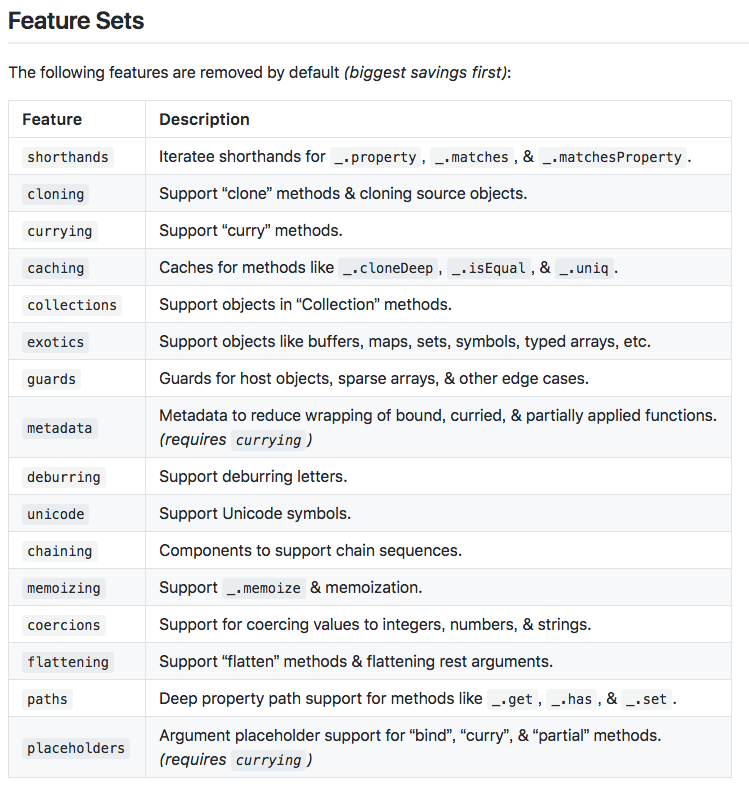 Feature Sets
The following features are removed by default (biggest savings first):
Feature Description
shorthands Iteratee shorthands for _.property , _.matches , & _.matchesProperty .
cloning Support “clone” methods & cloning source objects.
currying Support “curry” methods.
caching Caches for methods like _.cloneDeep , _.isEqual , & _.uniq .
collections Support objects in “Collection” methods.
exotics Support objects like buffers, maps, sets, symbols, typed arrays, etc.
guards Guards for host objects, sparse arrays, & other edge cases.
metadata Metadata to reduce wrapping of bound, curried, & partially applied functions.
(requires currying )
deburring Support deburring letters.
unicode Support Unicode symbols.
chaining Components to support chain sequences.
memoizing Support _.memoize & memoization.
coercions Support for coercing values to integers, numbers, & strings.
flattening Support “flatten” methods & flattening rest arguments.
paths Deep property path support for methods like _.get , _.has , & _.set .
placeholders Argument placeholder support for “bind”, “curry”, & “partial” methods.
(requires currying )